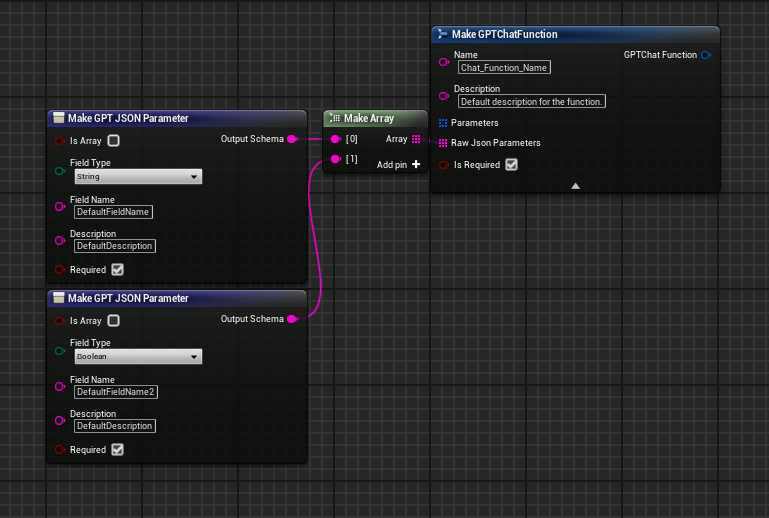 Make GPTChatFunction
Name
GPTChat Function
Chat_Function_Name
Description
Default description for the function.
Parameters
Raw Json Parameters
Is Required
Make GPT JSON Parameter
Is Array
Output Schema
Field Type
String
Field Name
DefaultFieldName
Description
DefaultDescription
Required
Make Array
[0]
Array
[1]
Add pin
Make GPT JSON Parameter
Is Array
Output Schema
Field Type
Boolean
Field Name
DefaultFieldName2
Description
DefaultDescription
Required